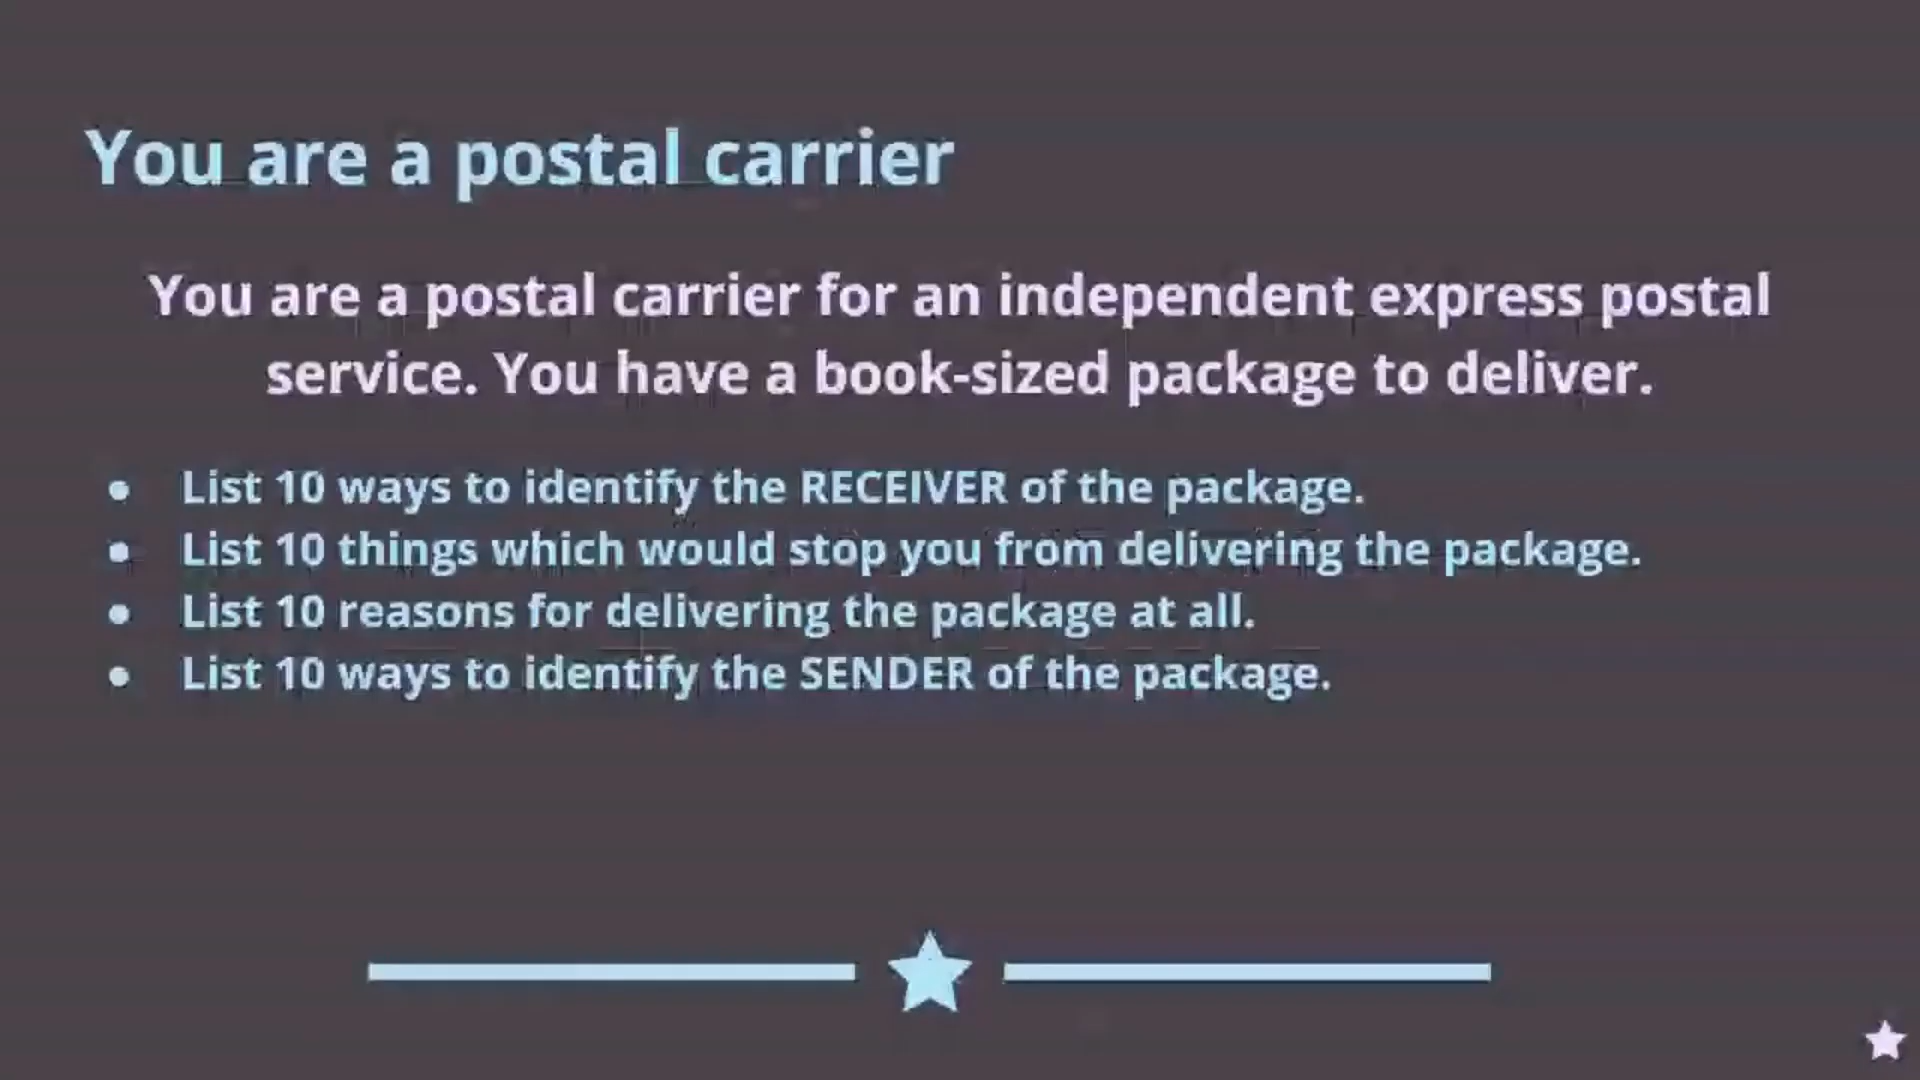 You are a postal carrier
You are a postal carrier for an independent express postal
service. You have a book-sized package to deliver.
● List 10 ways to identify the RECEIVER of the package.
● List 10 things which would stop you from delivering the package.
● List 10 reasons for delivering the package at all.
● List 10 ways to identify the SENDER of the package.